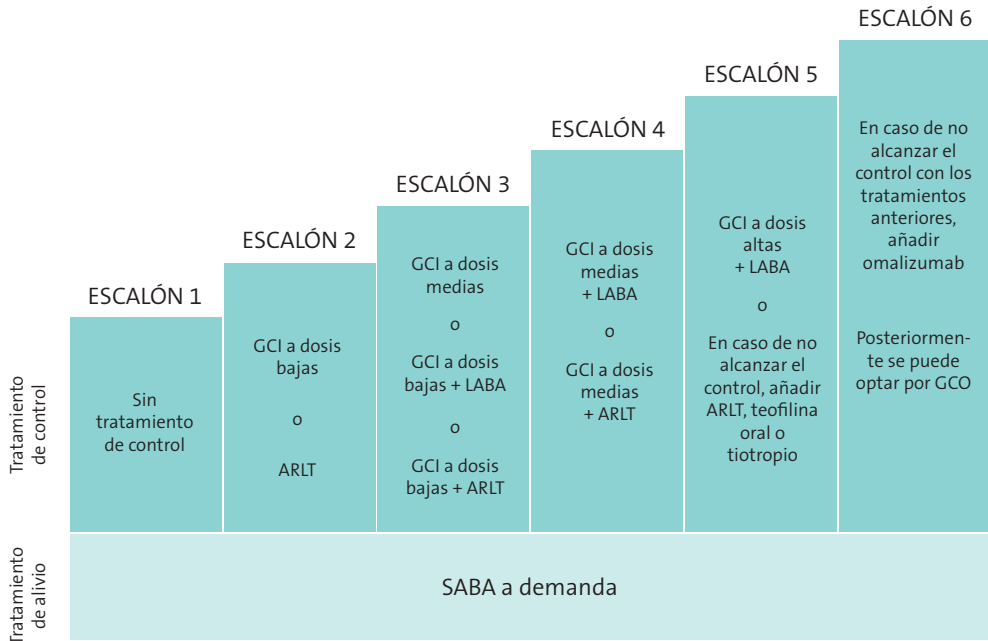 ESCALÓN 1
Sin
tratamiento
de control
ESCALÓN 2
GCI a dosis
bajas
o
ARLT
ESCALÓN 3
GCI a dosis
medias
o
GCI a dosis
bajas + LABA
o
GCI a dosis
bajas + ARLT
ESCALÓN 4
GCI a dosis
medias
+ LABA
o
GCI a dosis
medias
+ ARLT
ESCALÓN 5
GCI a dosis
altas
+ LABA
o
En caso de no
alcanzar el
control, añadir
ARLT, teofilina
oral o
tiotropio
ESCALÓN 6
En caso de no
alcanzar el
control con los
tratamientos
anteriores,
añadir
omalizumab
Posteriormen-
te se puede
optar por GCO
Tratamiento
de control
Tratamiento
de alivio
SABA a demanda